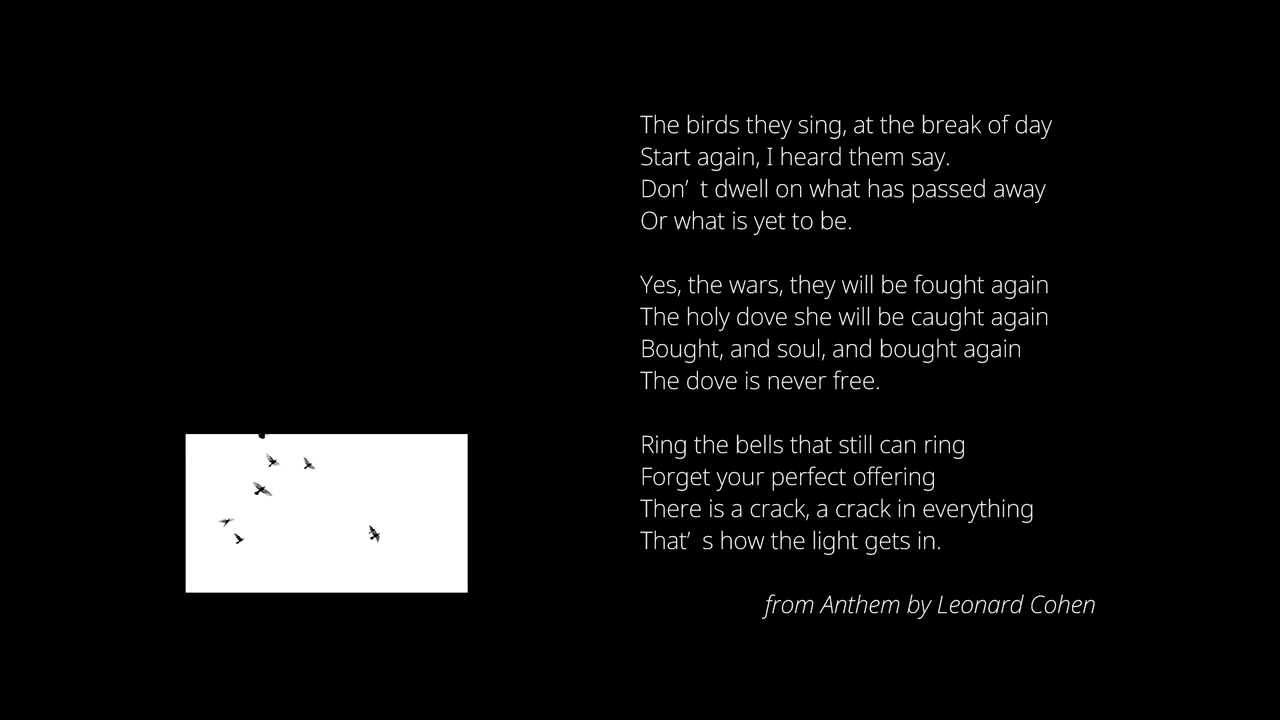 The birds they sing, at the break of day
Start again, I heard them say.
Don’ t dwell on what has passed away
Or what is yet to be.
Yes, the wars, they will be fought again
The holy dove she will be caught again
Bought, and soul, and bought again
The dove is never free.
Ring the bells that still can ring
Forget your perfect offering
There is a crack, a crack in everything
That’ s how the light gets in.
from Anthem by Leonard Cohen